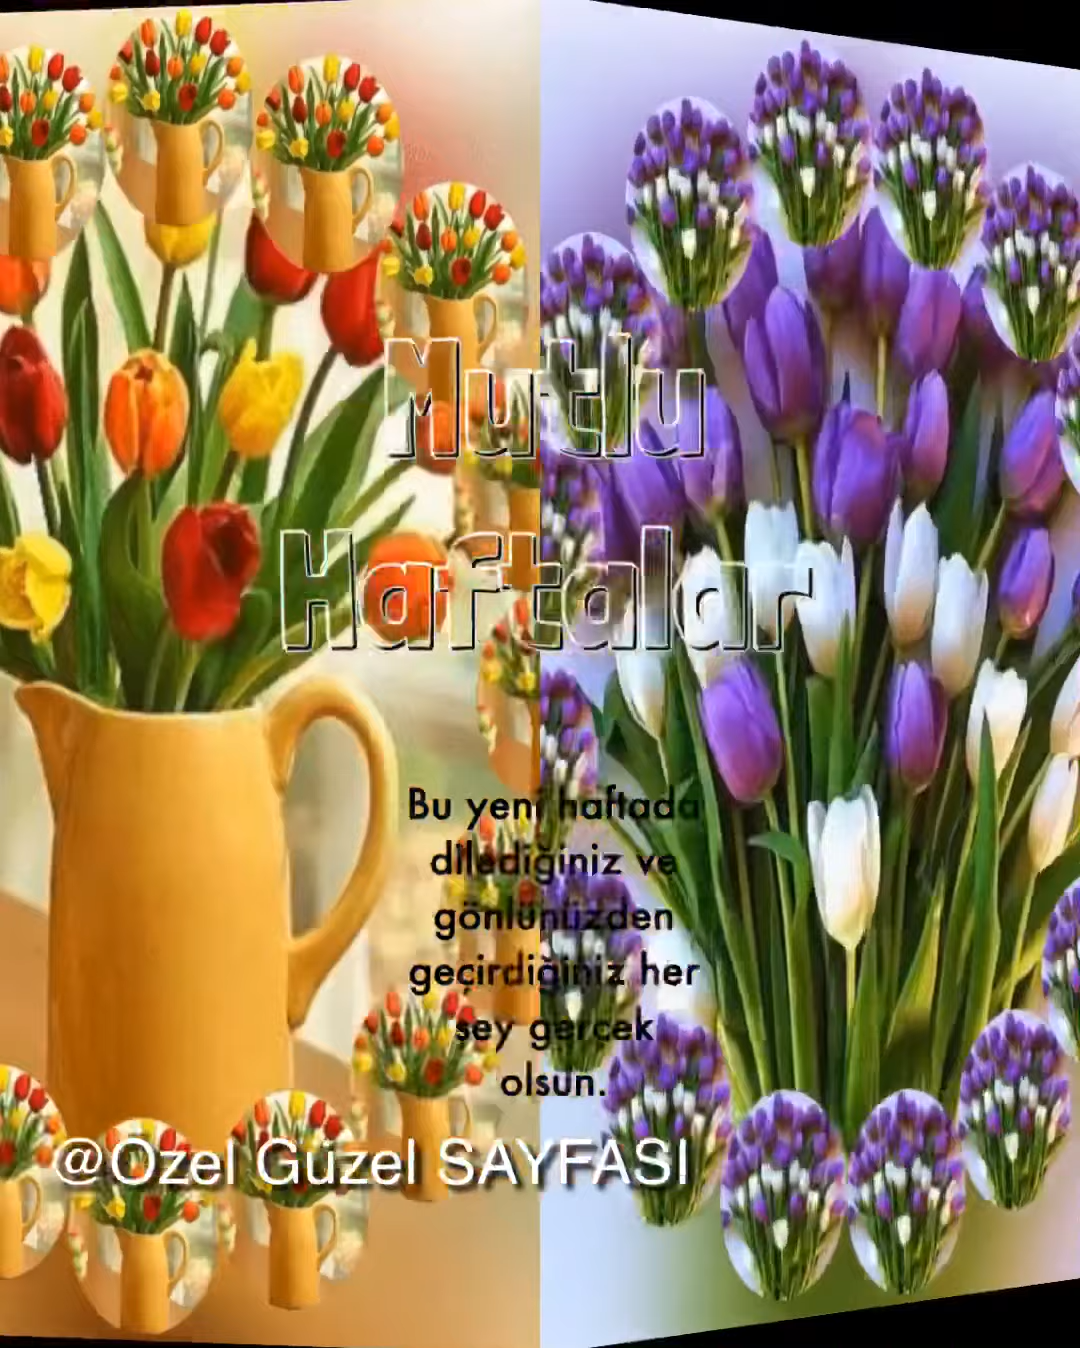 Mutlu
Haftalar
Bu yeni haftada
dilediğiniz ve
gönlünüzden
geçirdiğiniz her
şey gerçek
olsun.
@Özel Güzel SAYFASI